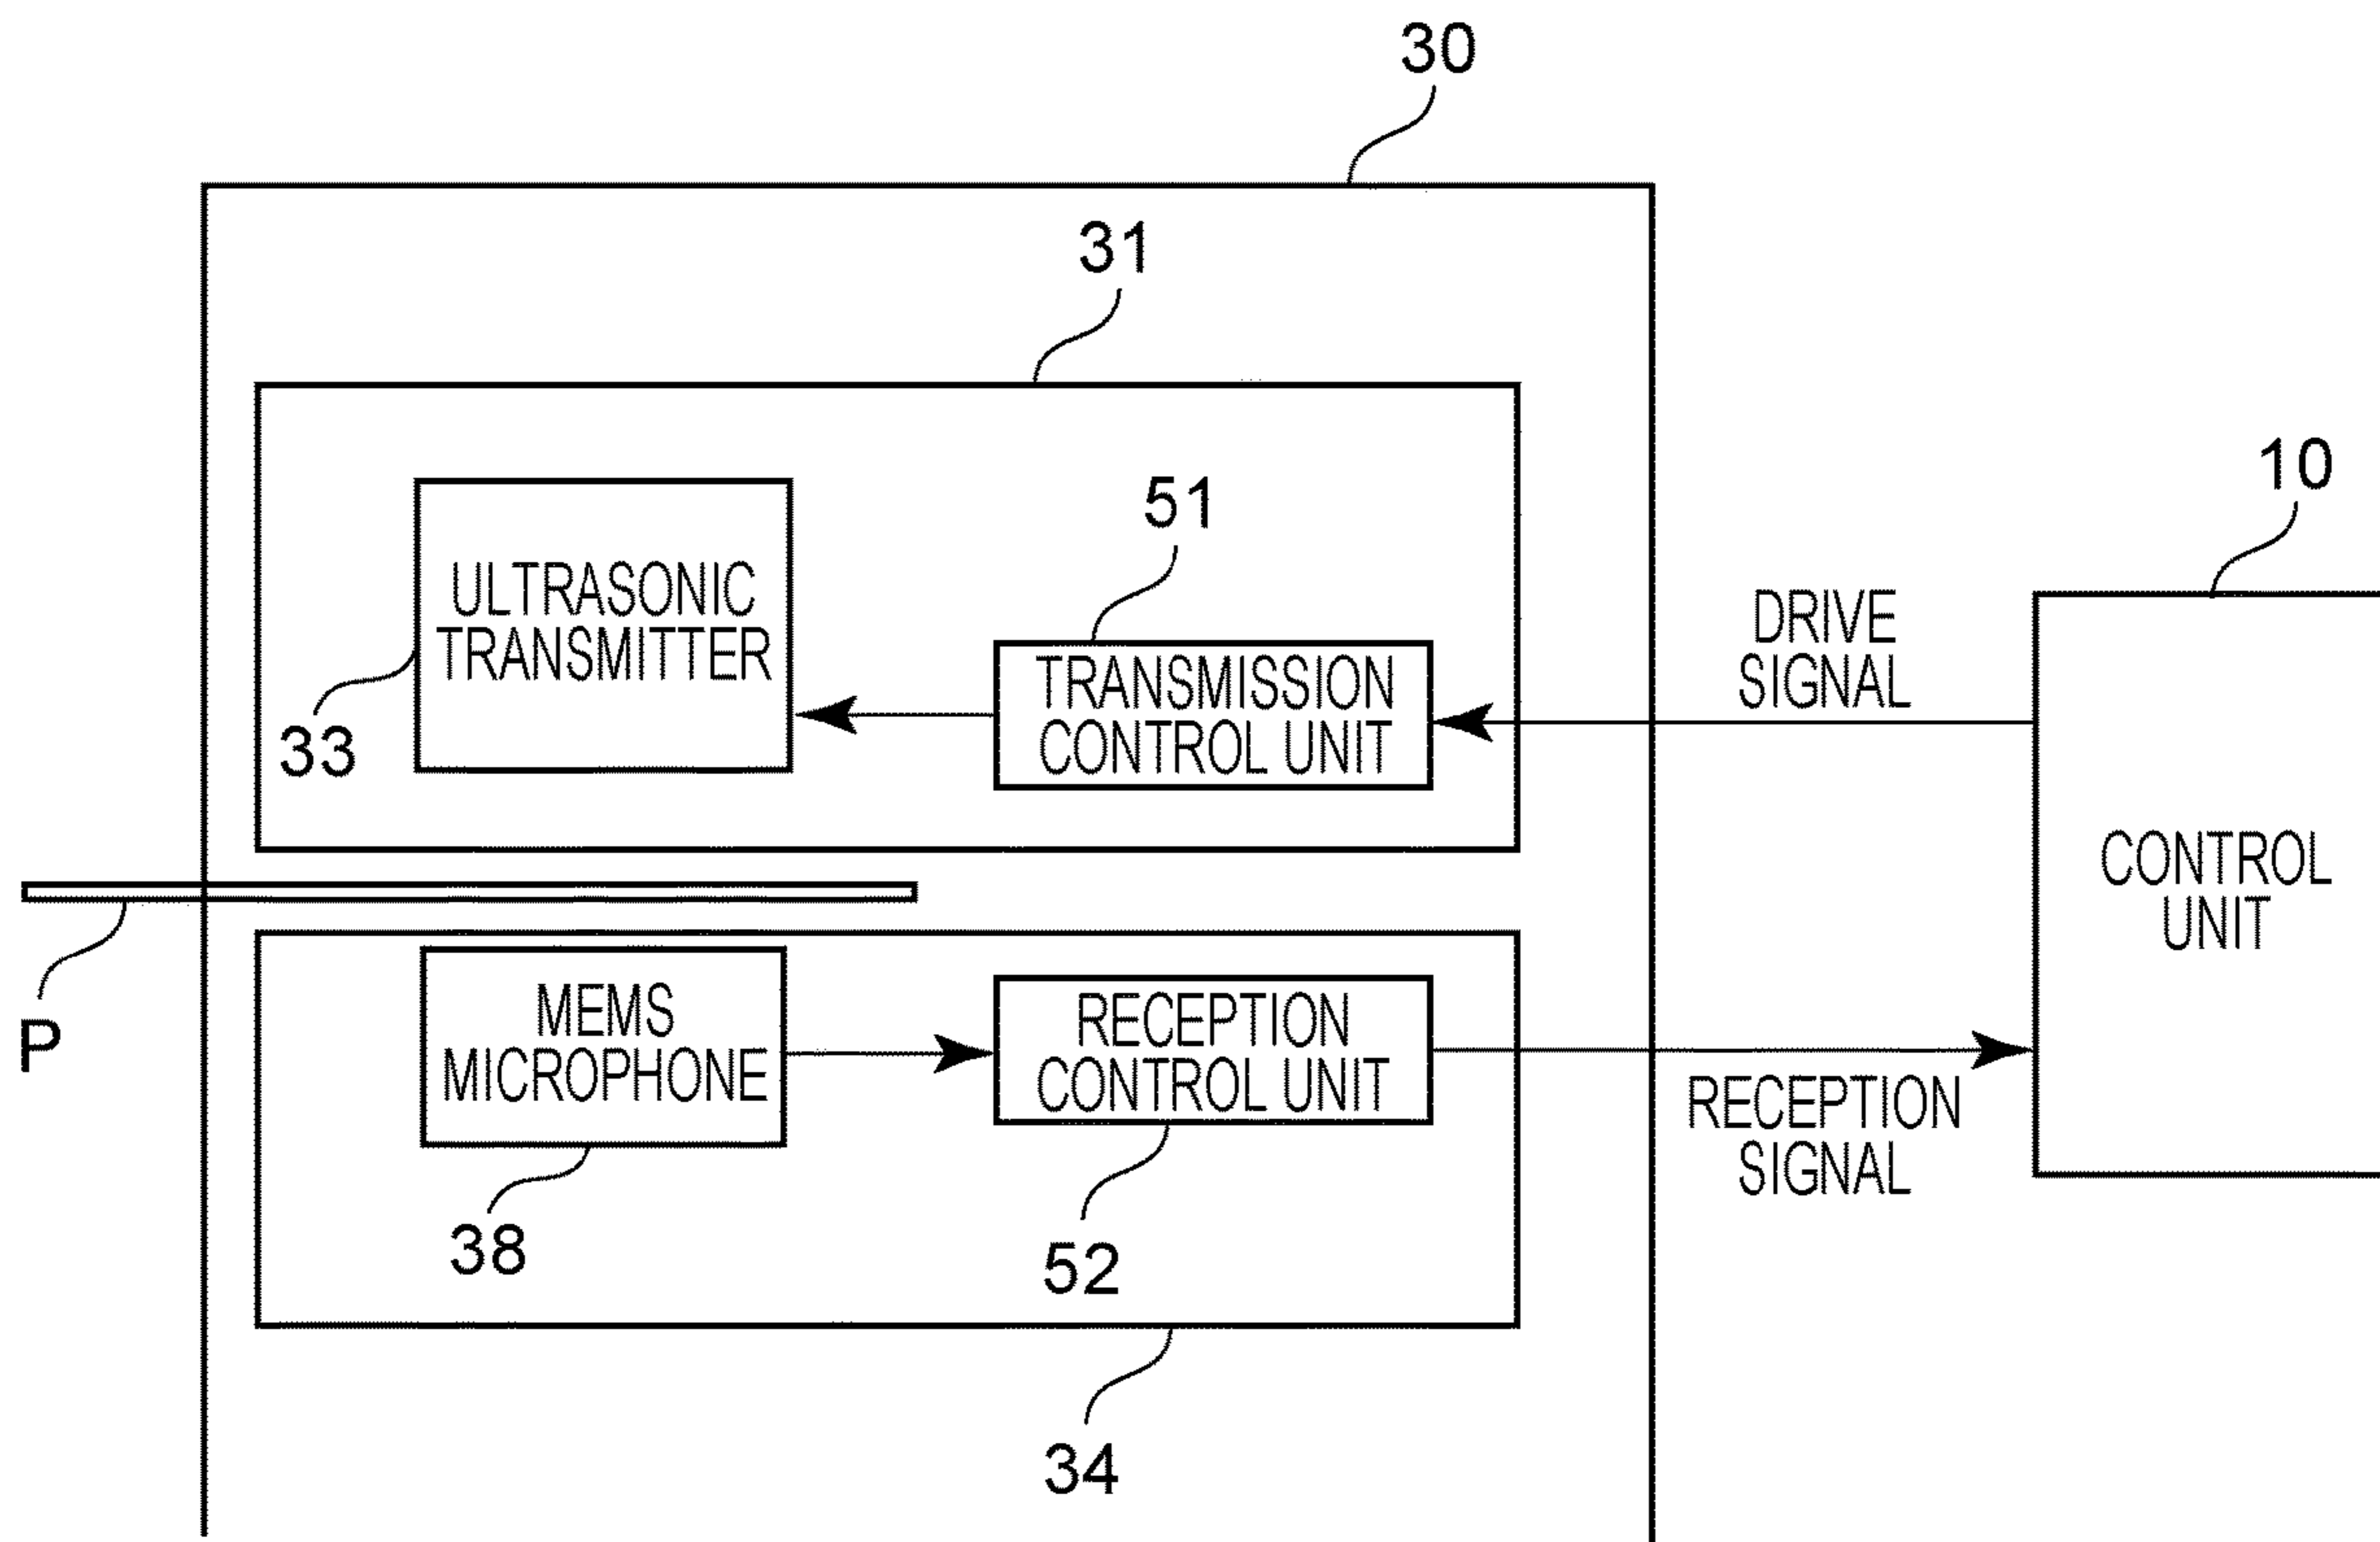 30
31
10
51
ULTRASONIC
TRANSMITTER
DRIVE
SIGNAL
TRANSMISSION
CONTROL UNIT
33
CONTROL
UNIT
P
MEMS
MICROPHONE
RECEPTION
CONTROL UNIT
RECEPTION
SIGNAL
38
52
34